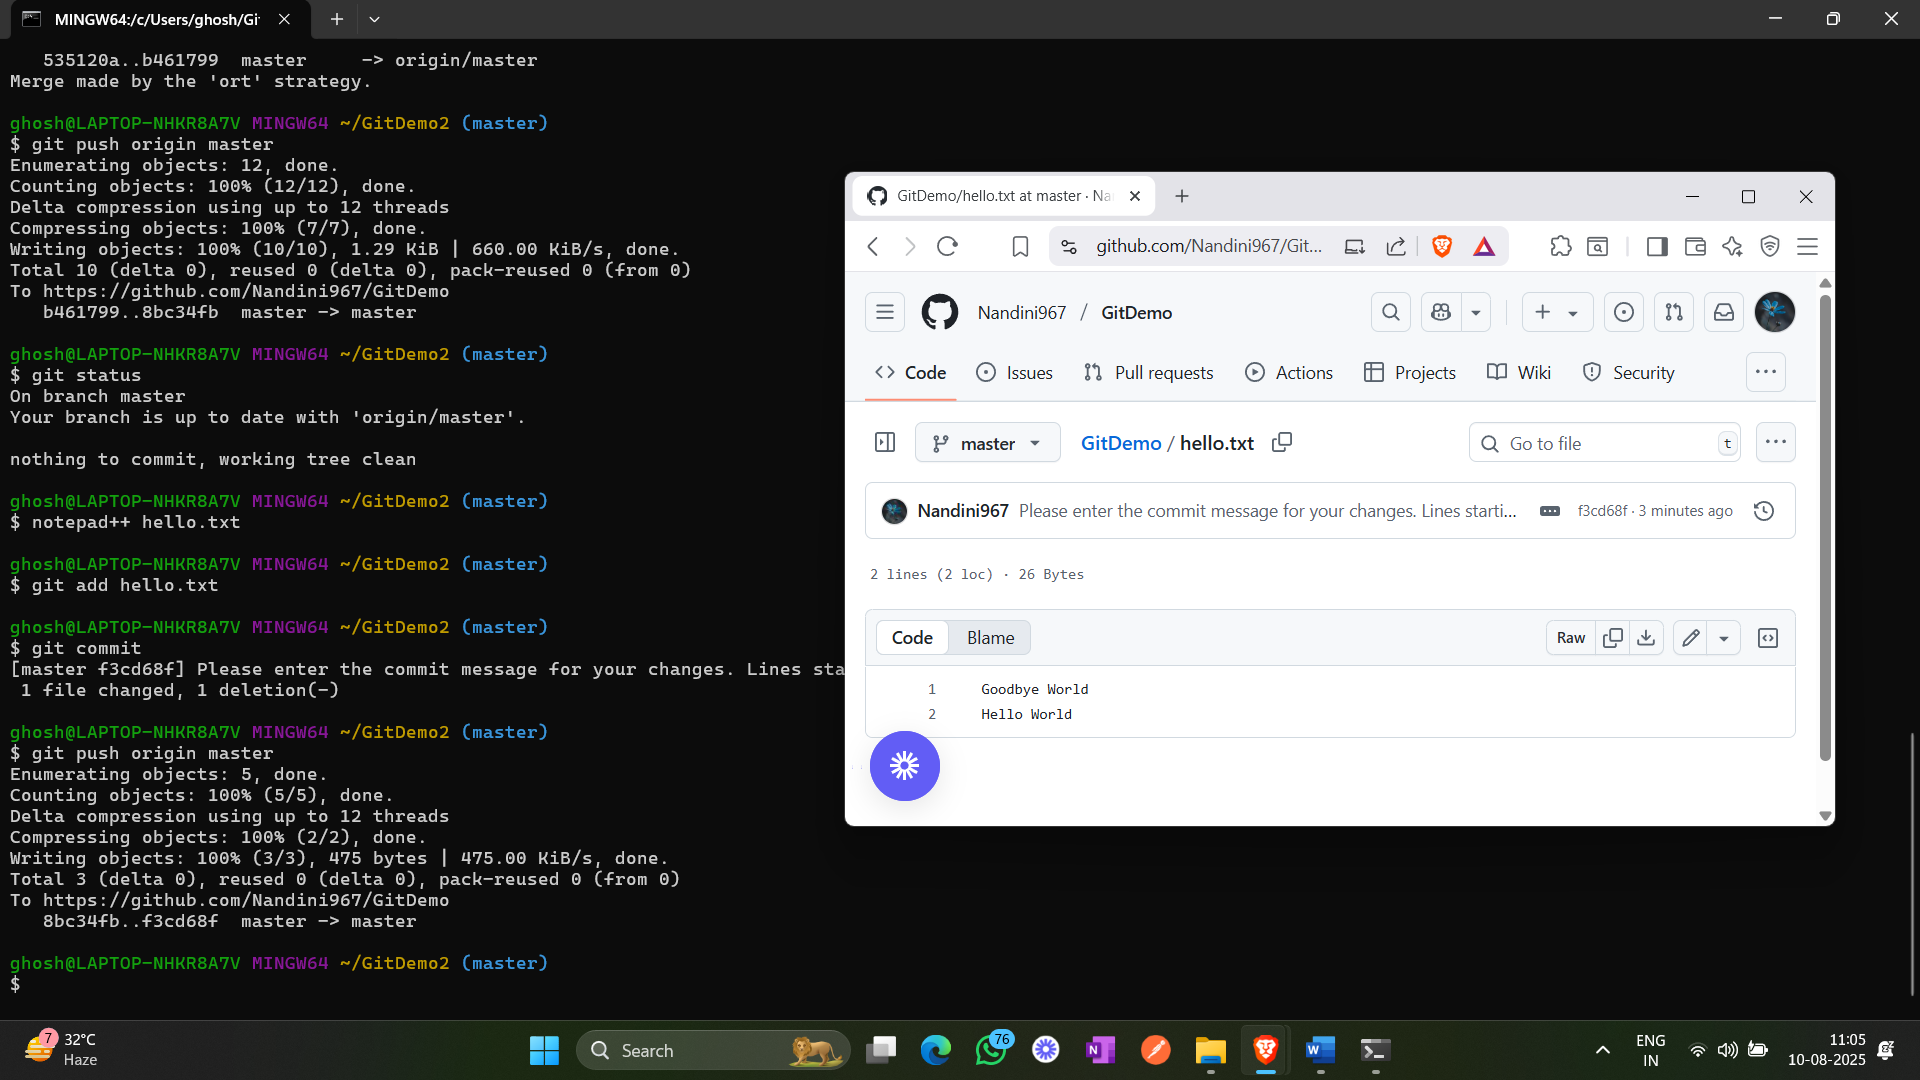 MINGW64:/c/Users/ghosh/Gi
535120a..b461799  master     -> origin/master
Merge made by the 'ort' strategy.
ghosh@LAPTOP-NHKR8A7V MINGW64 ~/GitDemo2 (master)
$ git push origin master
Enumerating objects: 12, done.
Counting objects: 100% (12/12), done.
Delta compression using up to 12 threads
Compressing objects: 100% (7/7), done.
Writing objects: 100% (10/10), 1.29 KiB | 660.00 KiB/s, done.
Total 10 (delta 0), reused 0 (delta 0), pack-reused 0 (from 0)
To https://github.com/Nandini967/GitDemo
b461799..8bc34fb  master -> master
ghosh@LAPTOP-NHKR8A7V MINGW64 ~/GitDemo2 (master)
$ git status
On branch master
Your branch is up to date with 'origin/master'.
nothing to commit, working tree clean
ghosh@LAPTOP-NHKR8A7V MINGW64 ~/GitDemo2 (master)
$ notepad++ hello.txt
ghosh@LAPTOP-NHKR8A7V MINGW64 ~/GitDemo2 (master)
$ git add hello.txt
ghosh@LAPTOP-NHKR8A7V MINGW64 ~/GitDemo2 (master)
$ git commit
[master f3cd68f] Please enter the commit message for your changes. Lines sta
1 file changed, 1 deletion(-)
ghosh@LAPTOP-NHKR8A7V MINGW64 ~/GitDemo2 (master)
$ git push origin master
Enumerating objects: 5, done.
Counting objects: 100% (5/5), done.
Delta compression using up to 12 threads
Compressing objects: 100% (2/2), done.
Writing objects: 100% (3/3), 475 bytes | 475.00 KiB/s, done.
Total 3 (delta 0), reused 0 (delta 0), pack-reused 0 (from 0)
To https://github.com/Nandini967/GitDemo
8bc34fb..f3cd68f  master -> master
ghosh@LAPTOP-NHKR8A7V MINGW64 ~/GitDemo2 (master)
$
GitDemo/hello.txt at master · Na
github.com/Nandini967/Git...
Nandini967 / GitDemo
Code Issues Pull requests Actions Projects Wiki Security
master GitDemo / hello.txt Go to file t
Nandini967 Please enter the commit message for your changes. Lines starti... f3cd68f · 3 minutes ago
2 lines (2 loc) · 26 Bytes
Code Blame Raw
1 Goodbye World
2 Hello World
7 32°C
Haze
Search
76
ENG
IN
11:05
10-08-2025